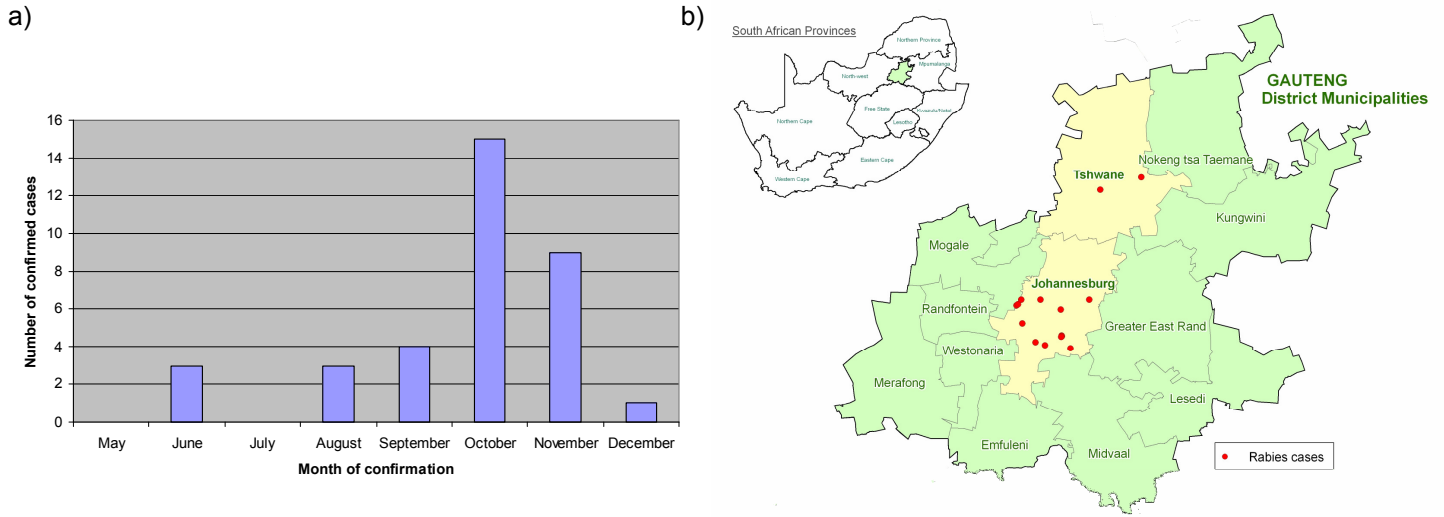 a)
Number of confirmed cases
16
14
12
10
8
6
4
2
0
May June July August September October November December
Month of confirmation
b)
South African Provinces
Northern Province
North-west
Mpumalanga
Free State
Lesotho
Northern Cape
Eastern Cape
Western Cape
GAUTENG
District Municipalities
Nokeng tsa Taemane
Tshwane
Kungwini
Mogale
Johannesburg
Randfontein
Greater East Rand
Westonaria
Merafong
Lesedi
Emfuleni
Midvaal
Rabies cases